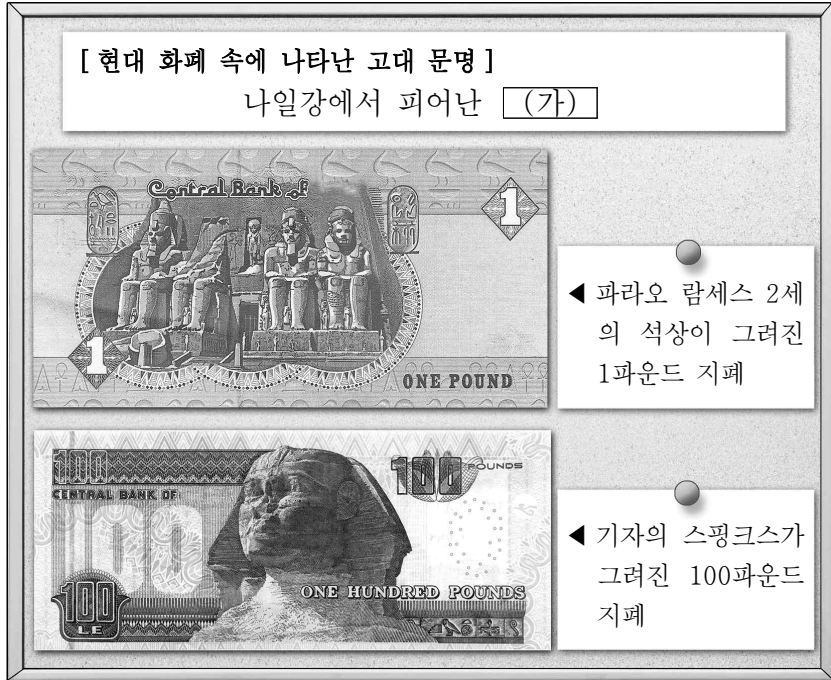 [ 현대 화폐 속에 나타난 고대 문명 ]
나일강에서 피어난 (가)
Central Bank of
1
1
ONE POUND
◀ 파라오 람세스 2세
의 석상이 그려진
1파운드 지폐
100
CENTRAL BANK OF
100 POUNDS
ONE HUNDRED POUNDS
100
LE
◀ 기자의 스핑크스가
그려진 100파운드
지폐